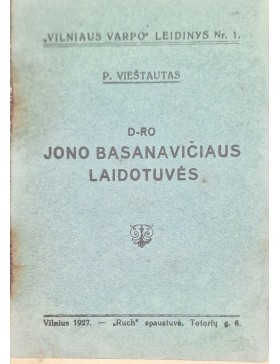 „VILNIAUS VARPO" LEIDINYS Nr. 1.
P. VIEŠTAUTAS
D-RO
JONO BASANAVIČIAUS
LAIDOTUVĖS
Vilnius 1927. — „Ruch" spaustuvė, Totorių g. 6.